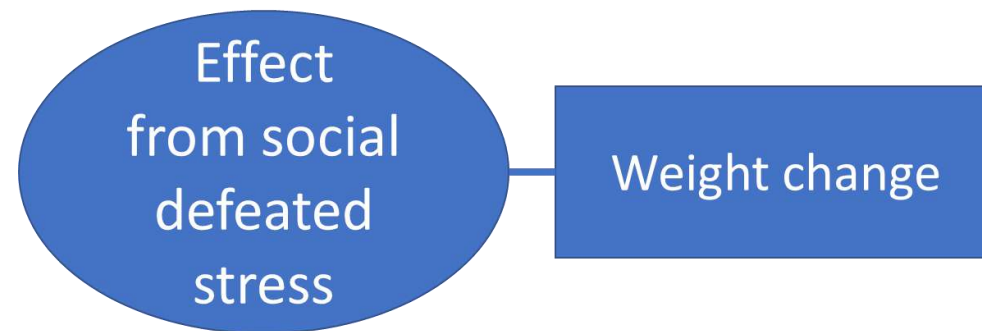 Effect
from social
defeated
stress
Weight change